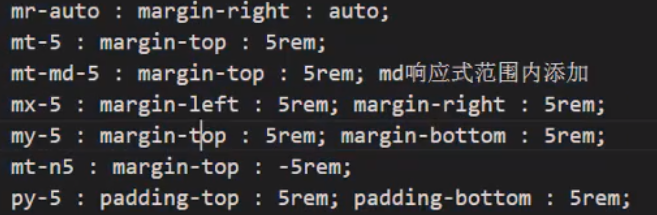 mr-auto : margin-right : auto;
mt-5 : margin-top : 5rem;
mt-md-5 : margin-top : 5rem; md响应式范围内添加
mx-5 : margin-left : 5rem; margin-right : 5rem;
my-5 : margin-top : 5rem; margin-bottom : 5rem;
mt-n5 : margin-top : -5rem;
py-5 : padding-top : 5rem; padding-bottom : 5rem;